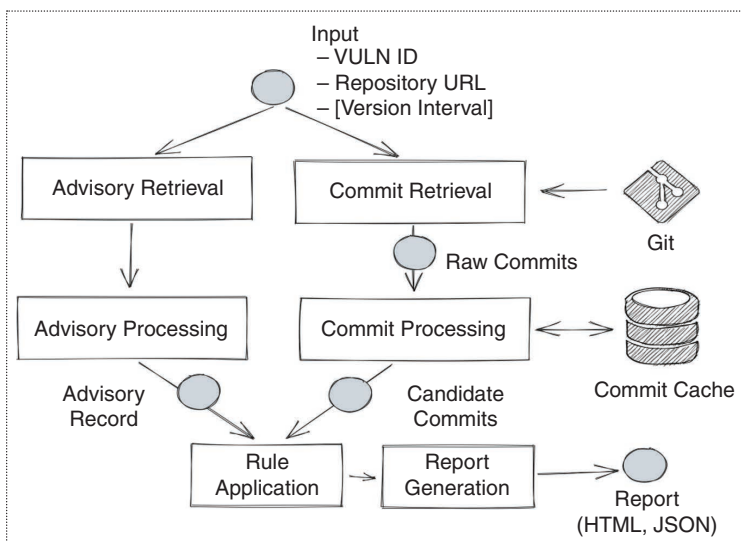 Input
– VULN ID
– Repository URL
– [Version Interval]
Advisory Retrieval
Commit Retrieval
Git
Raw Commits
Advisory Processing
Commit Processing
Commit Cache
Advisory
Record
Candidate
Commits
Rule
Application
Report
Generation
Report
(HTML, JSON)